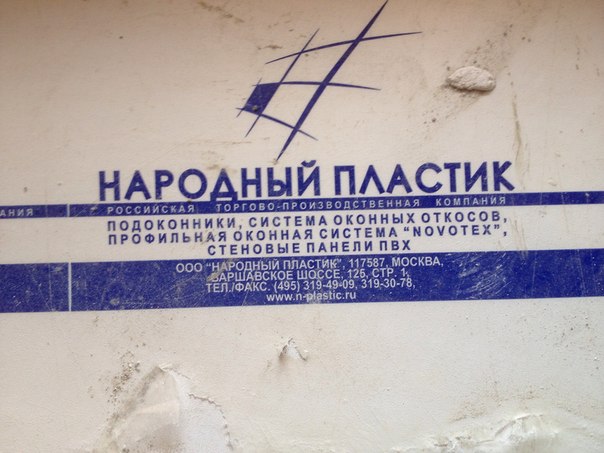 НАРОДНЫЙ ПЛАСТИК
АНИЯ РОССИЙСКАЯ ТОРГОВО-ПРОИЗВОДСТВЕННАЯ КОМПАНИЯ
ПОДОКОННИКИ, СИСТЕМА ОКОННЫХ ОТКОСОВ,
ПРОФИЛЬНАЯ ОКОННАЯ СИСТЕМА "NOVOTEX",
СТЕНОВЫЕ ПАНЕЛИ ПВХ
ООО "НАРОДНЫЙ ПЛАСТИК", 117587, МОСКВА,
ВАРШАВСКОЕ ШОССЕ, 125, СТР. 1,
ТЕЛ./ФАКС. (495) 319-49-09, 319-30-78,
www.n-plastic.ru